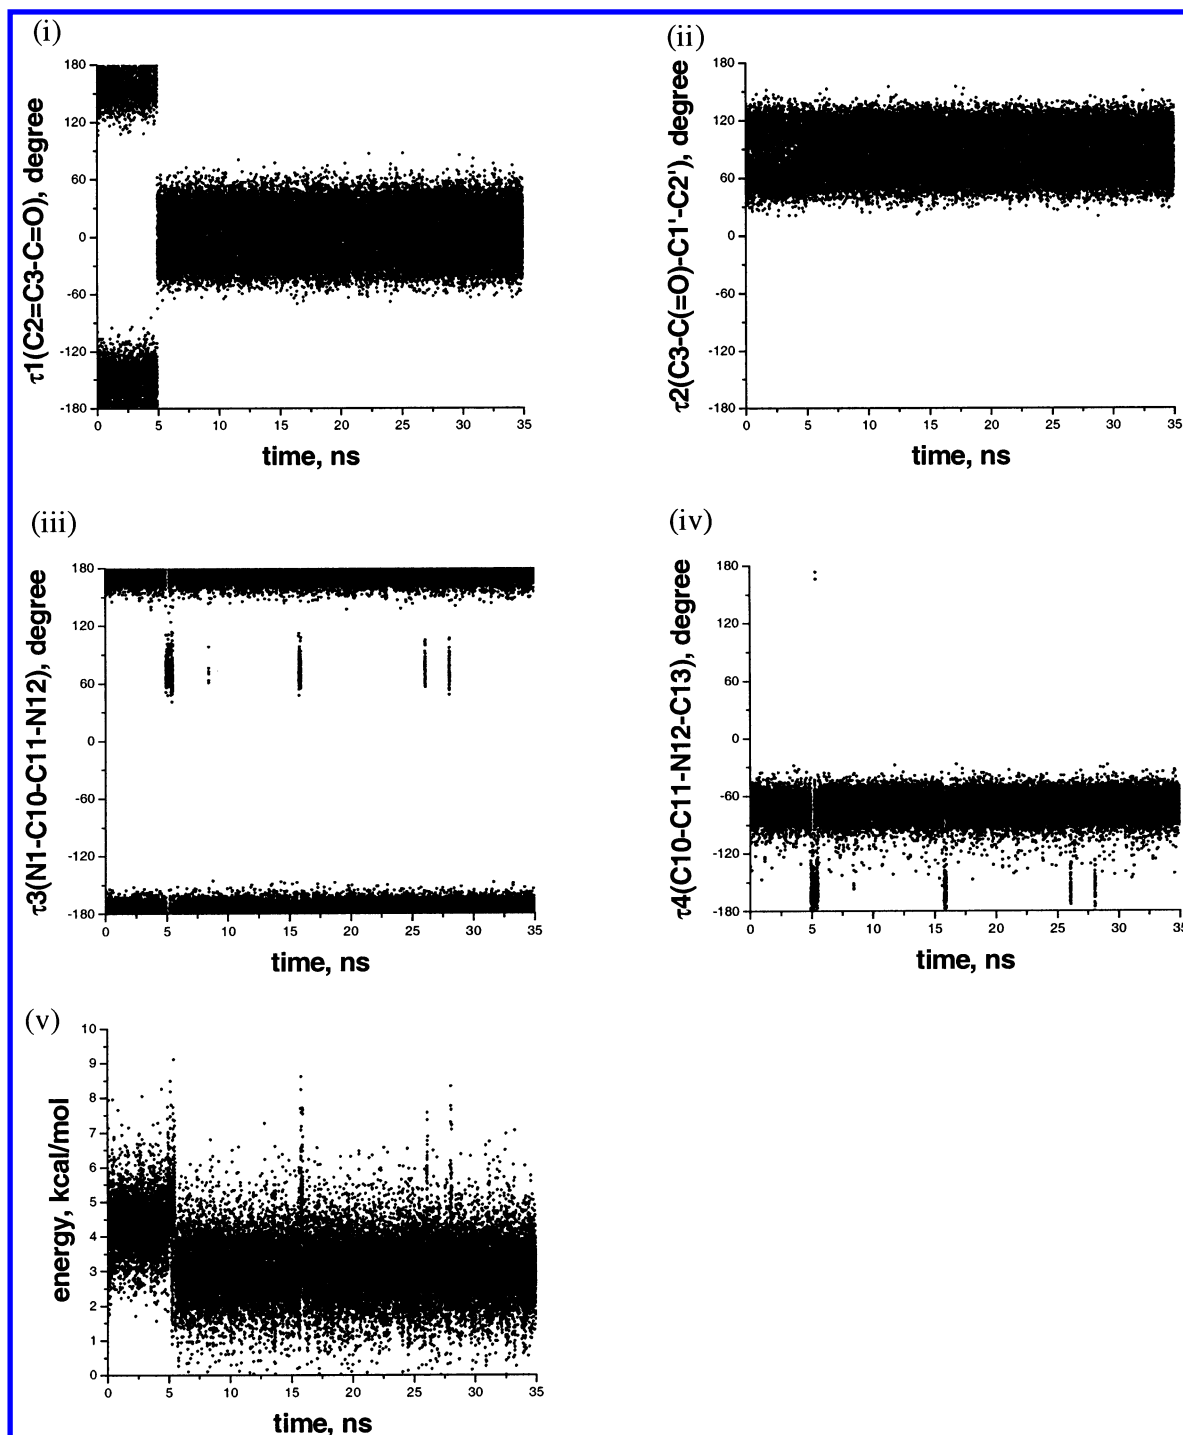 (i)
τ1(C2=C3-C=O), degree
180
120
60
0
-60
-120
-180
0 5 10 15 20 25 30 35
time, ns
(ii)
τ2(C3-C(=O)-C1'-C2'), degree
180
120
60
0
-60
-120
-180
0 5 10 15 20 25 30 35
time, ns
(iii)
τ3(N1-C10-C11-N12), degree
180
120
60
0
-60
-120
-180
0 5 10 15 20 25 30 35
time, ns
(iv)
τ4(C10-C11-N12-C13), degree
180
120
60
0
-60
-120
-180
0 5 10 15 20 25 30 35
time, ns
(v)
energy, kcal/mol
10
9
8
7
6
5
4
3
2
1
0
0 5 10 15 20 25 30 35
time, ns